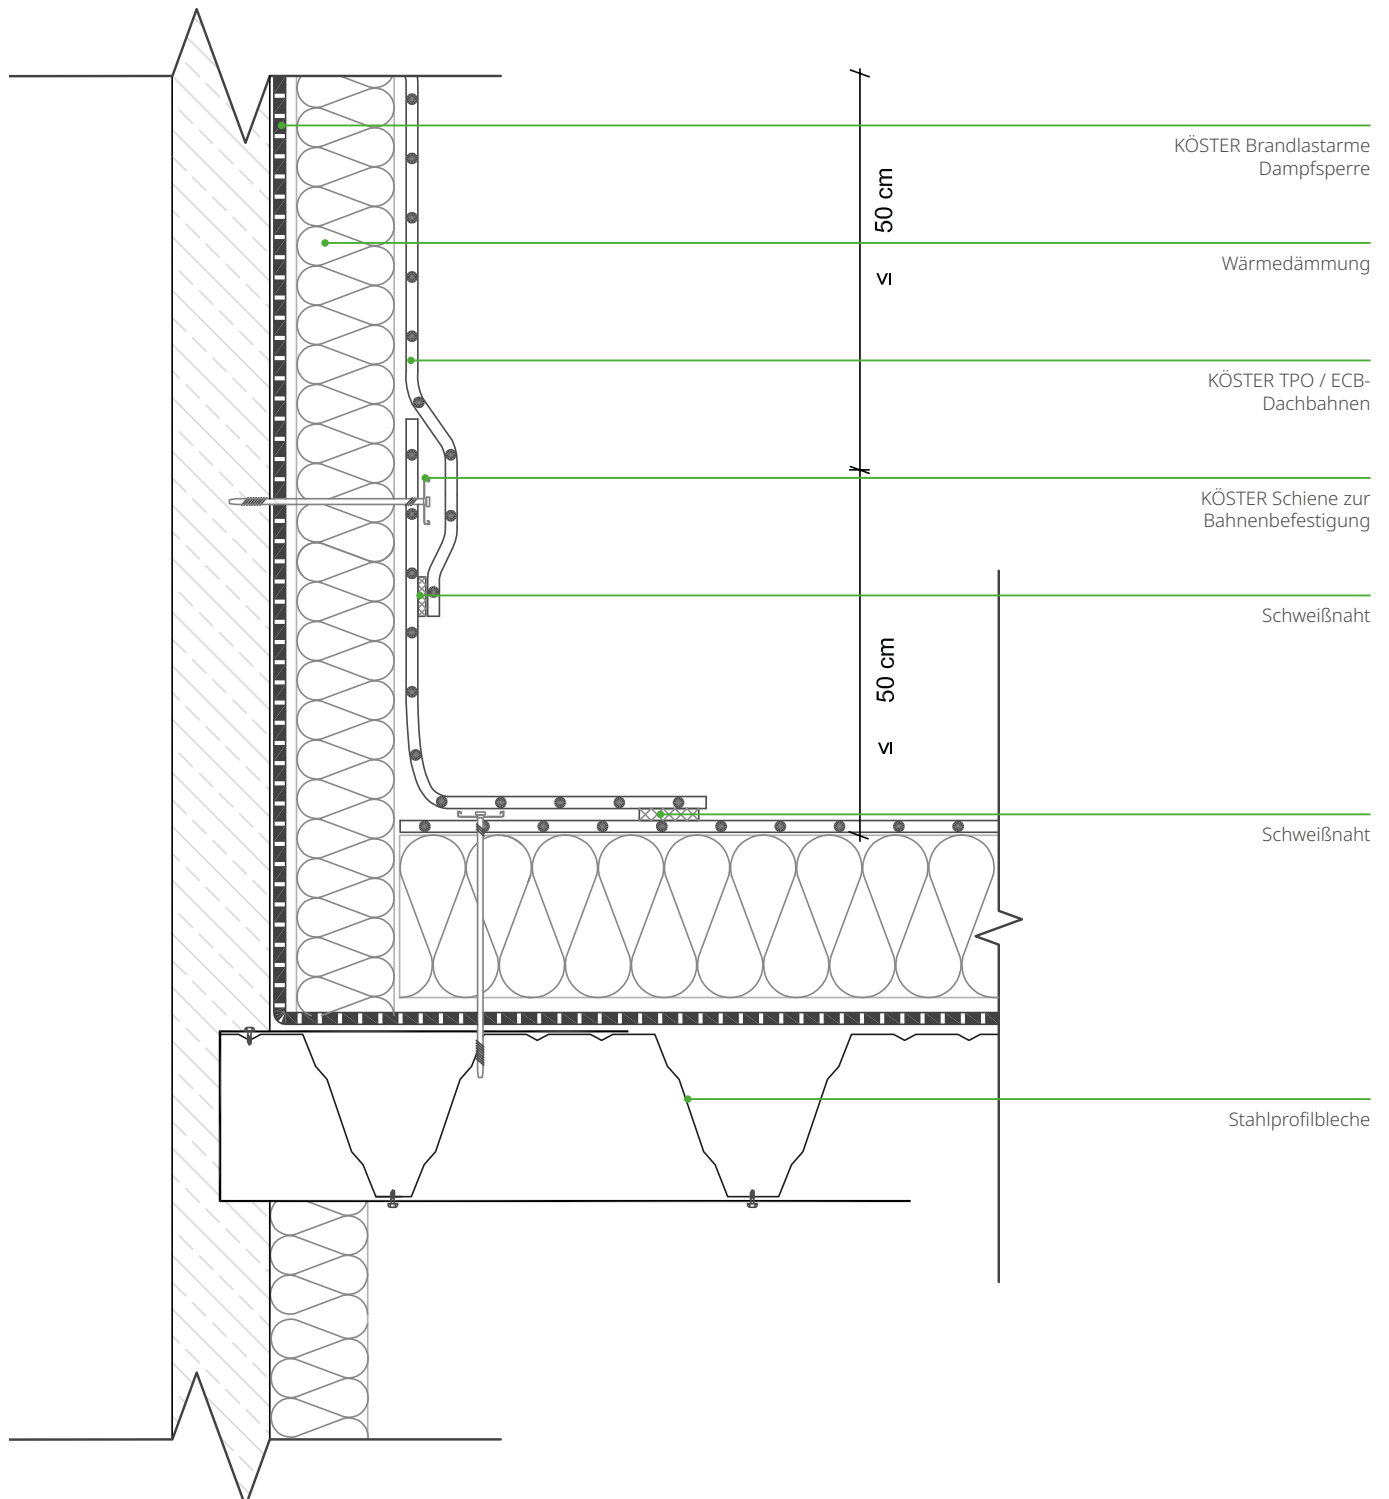 KÖSTER Brandlastarme
Dampfsperre
≤ 50 cm
Wärmedämmung
KÖSTER TPO / ECB-
Dachbahnen
KÖSTER Schiene zur
Bahnenbefestigung
Schweißnaht
≤ 50 cm
Schweißnaht
Stahlprofilbleche